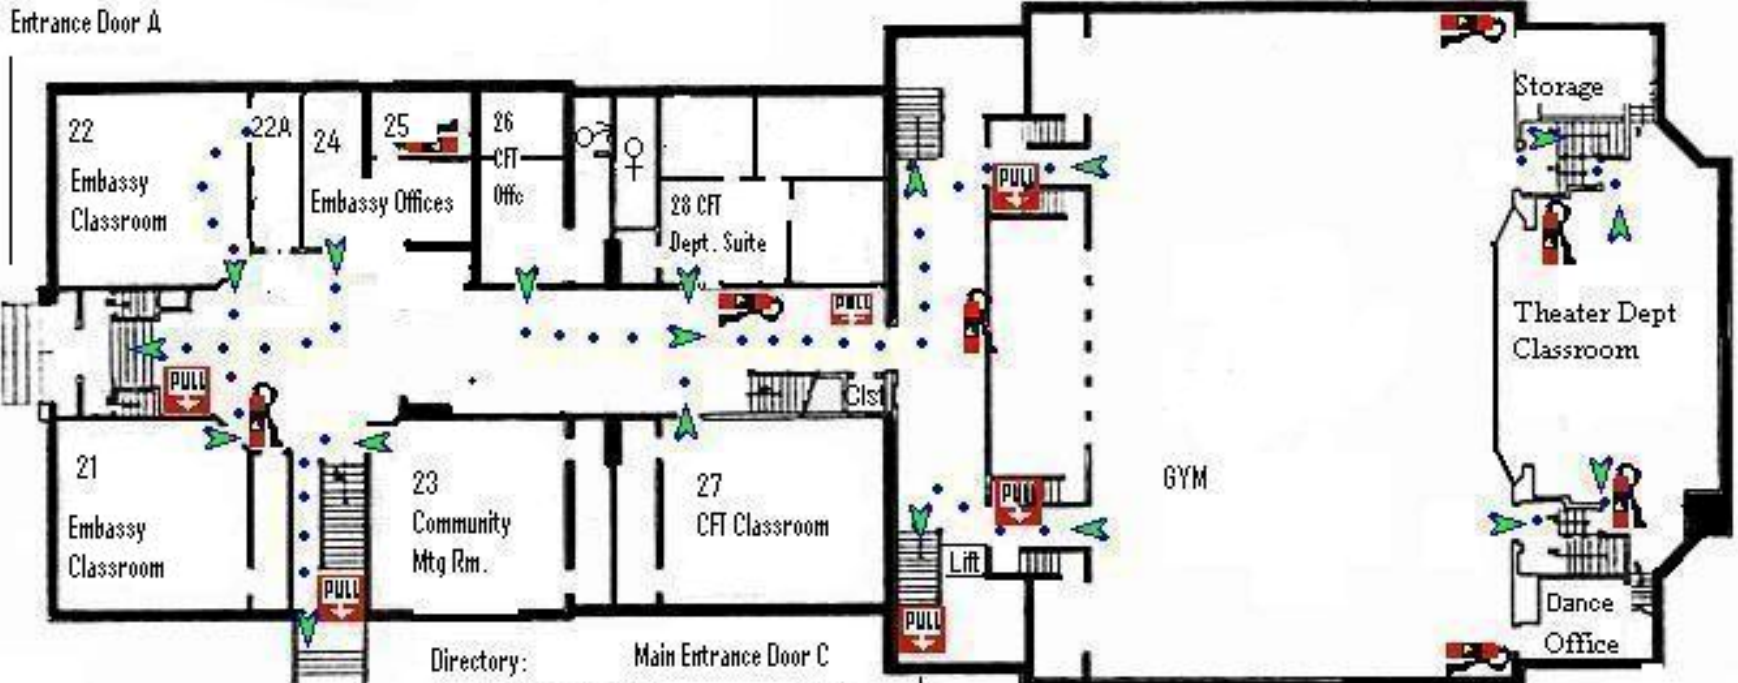 Entrance Door A
22
Embassy
Classroom
22A
24
Embassy Offices
25
26
CFT
Offc
28 CFT
Dept. Suite
PULL
PULL
Storage
Theater Dept
Classroom
PULL
Clst
21
Embassy
Classroom
23
Community
Mtg Rm.
PULL
27
CFT Classroom
PULL
Lift
PULL
GYM
Dance
Office
Directory:
Main Entrance Door C